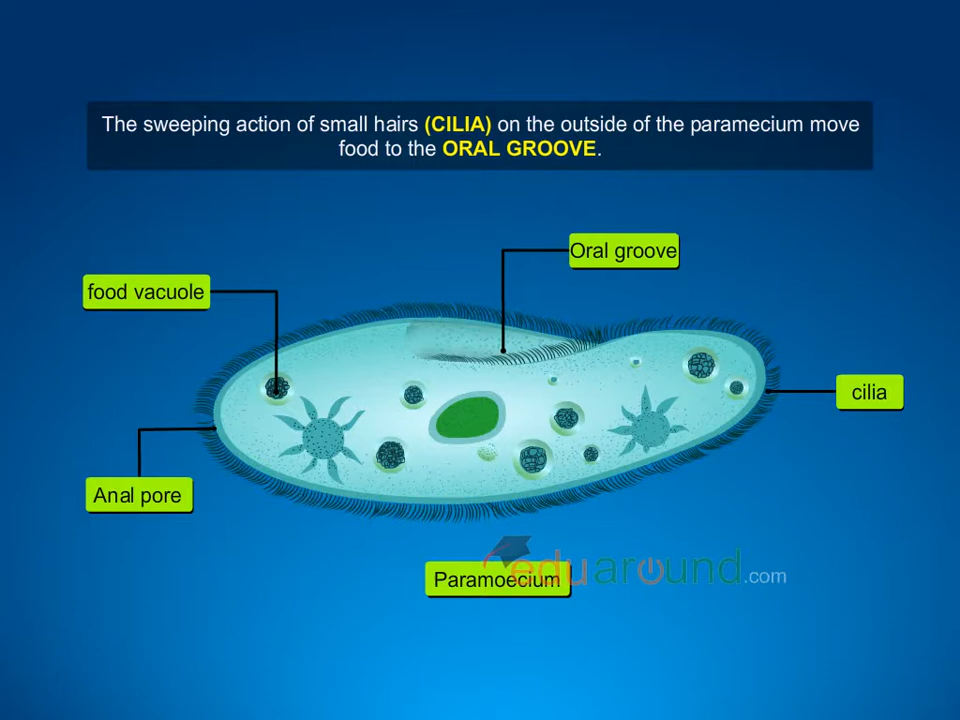 The sweeping action of small hairs (CILIA) on the outside of the paramecium move
food to the ORAL GROOVE.
Oral groove
food vacuole
cilia
Anal pore
eduaround.com
Paramoecium